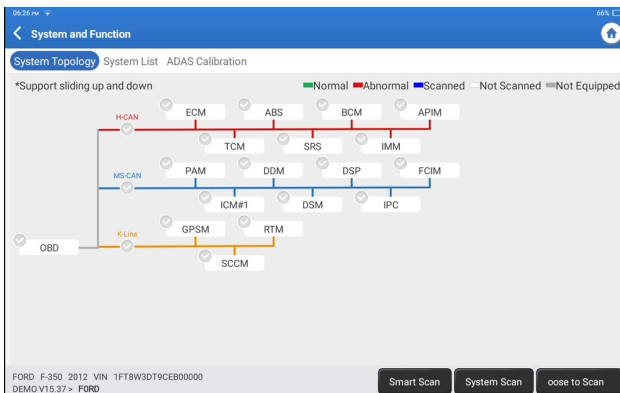 06:26 PM 66%
System and Function
System Topology System List ADAS Calibration
*Support sliding up and down Normal Abnormal Scanned Not Scanned Not Equipped
ECM ABS BCM APIM
H-CAN
TCM SRS IMM
PAM DDM DSP FCIM
MS-CAN
ICM#1 DSM IPC
GPSM RTM
K-Line
OBD
SCCM
FORD F-350 2012 VIN 1FT8W3DT9CEB00000
DEMO V15.37 > FORD
Smart Scan System Scan oose to Scan